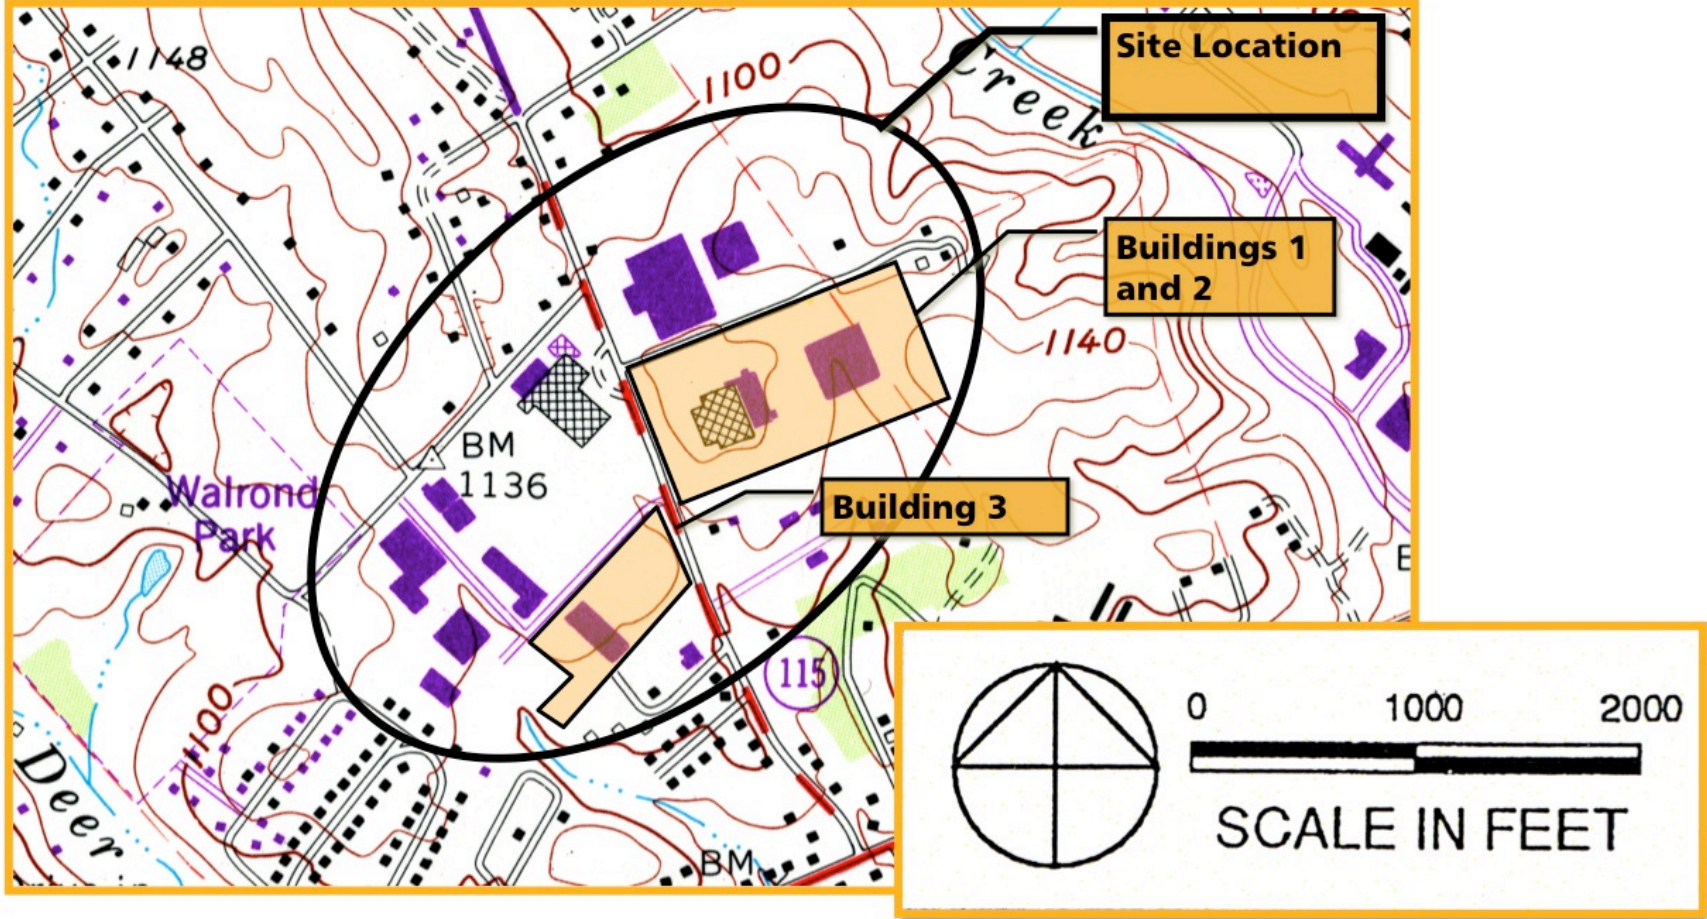 1148
1100
Creek
Site Location
Buildings 1
and 2
1140
BM
1136
Walrond
Park
Building 3
115
1100
Deer
BM
0 1000 2000
SCALE IN FEET